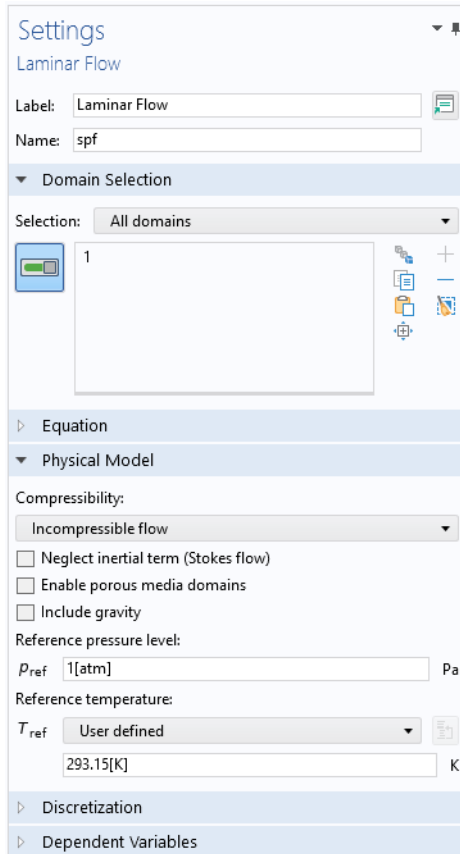 Settings
Laminar Flow
Label: Laminar Flow
Name: spf
Domain Selection
Selection: All domains
1
Equation
Physical Model
Compressibility:
Incompressible flow
Neglect inertial term (Stokes flow)
Enable porous media domains
Include gravity
Reference pressure level:
pref 1[atm] Pa
Reference temperature:
Tref User defined
293.15[K] K
Discretization
Dependent Variables